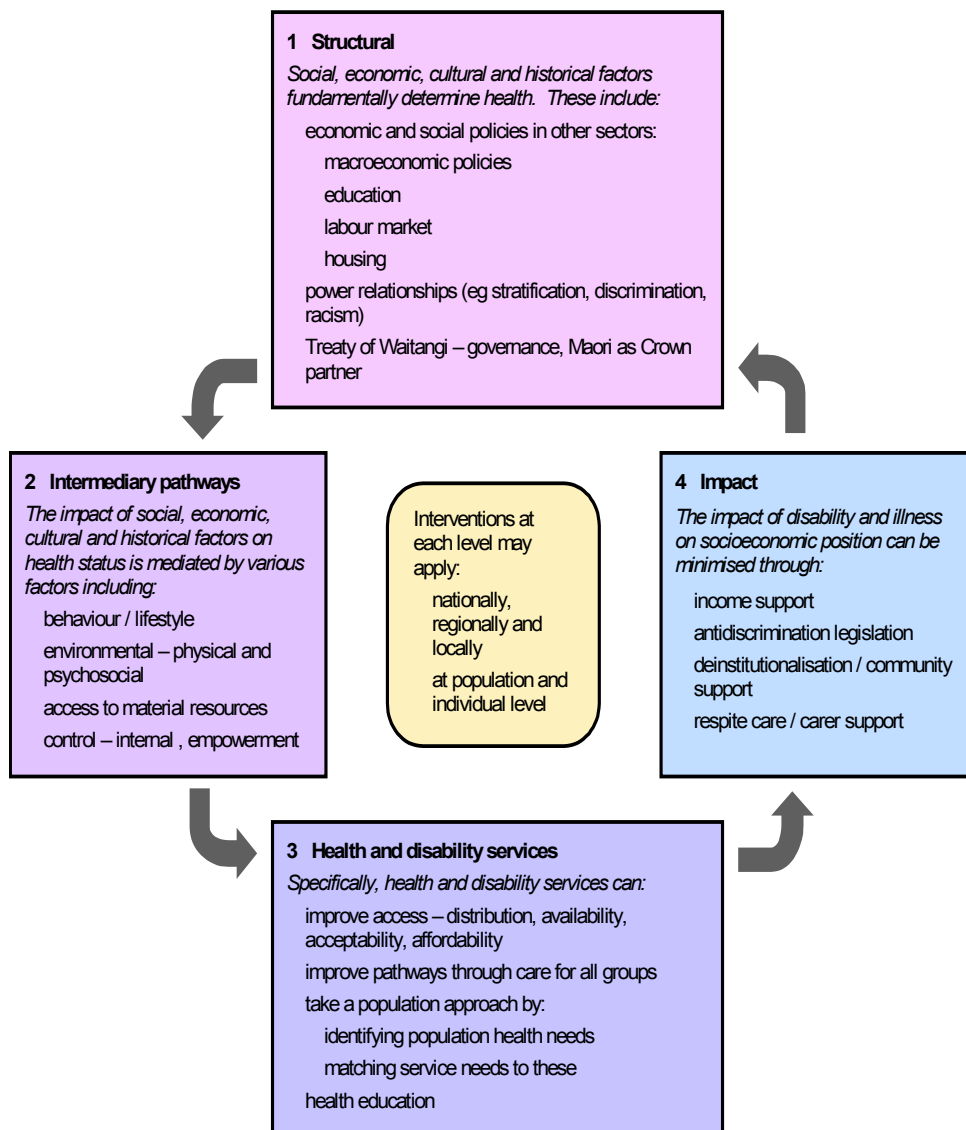 1 Structural
Social, economic, cultural and historical factors
fundamentally determine health. These include:
economic and social policies in other sectors:
macroeconomic policies
education
labour market
housing
power relationships (eg stratification, discrimination,
racism)
Treaty of Waitangi – governance, Maori as Crown
partner
2 Intermediary pathways
The impact of social, economic,
cultural and historical factors on
health status is mediated by various
factors including:
behaviour / lifestyle
environmental – physical and
psychosocial
access to material resources
control – internal , empowerment
Interventions at
each level may
apply:
nationally,
regionally and
locally
at population and
individual level
4 Impact
The impact of disability and illness
on socioeconomic position can be
minimised through:
income support
antidiscrimination legislation
deinstitutionalisation / community
support
respite care / carer support
3 Health and disability services
Specifically, health and disability services can:
improve access – distribution, availability,
acceptability, affordability
improve pathways through care for all groups
take a population approach by:
identifying population health needs
matching service needs to these
health education